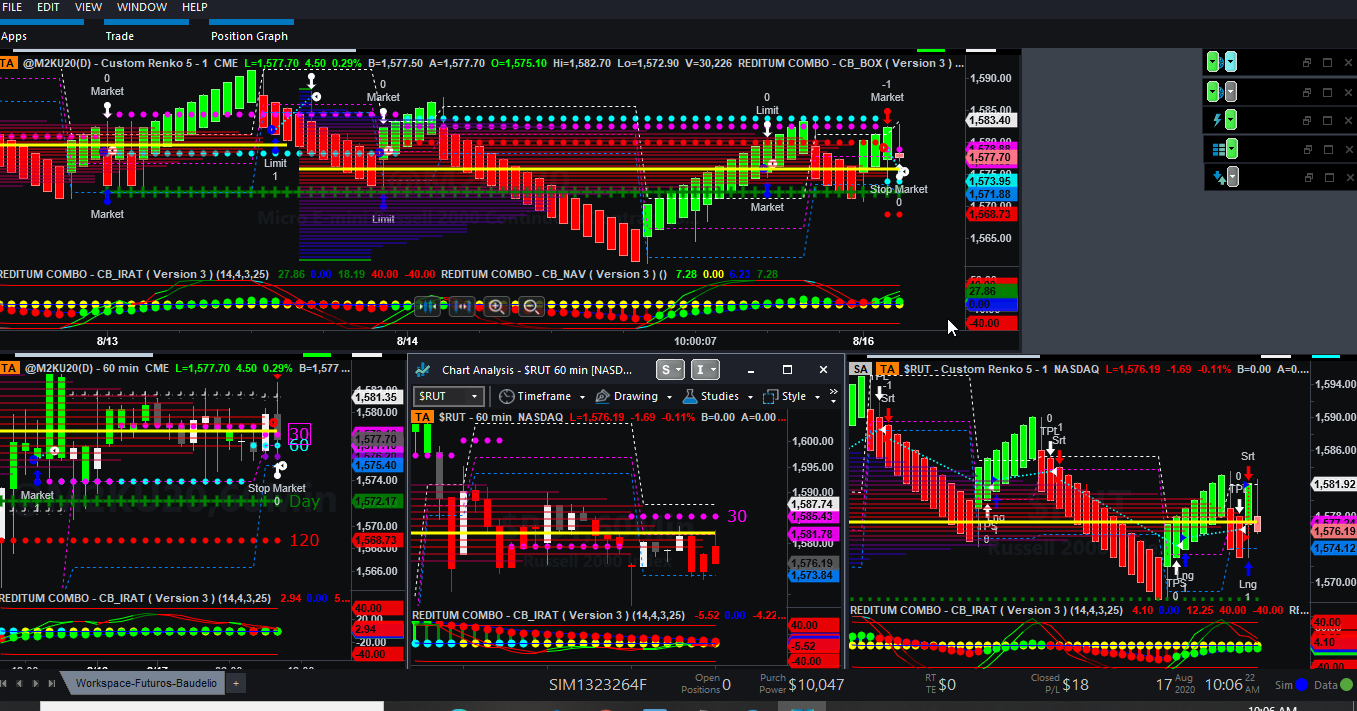 FILE EDIT VIEW WINDOW HELP
Apps Trade Position Graph
TA @M2KU20(D) - Custom Renko 5 - 1 CME L=1,577.70 4.50 0.29% B=1,577.50 A=1,577.70 O=1,575.10 Hi=1,582.70 Lo=1,572.90 V=30,226 REDITUM COMBO - CB_BOX ( Version 3 ) ...
0
Market
0
Market
0
Limit
-1
Market
Limit
1
Market
Limit
Market
Stop Market
0
1,590.00
1,585.00
1,583.40
1,577.70
1,573.95
1,571.88
1,570.00
1,568.73
1,565.00
REDITUM COMBO - CB_IRAT ( Version 3 ) (14,4,3,25) 27.86 0.00 18.19 40.00 -40.00 REDITUM COMBO - CB_NAV ( Version 3 ) () 7.28 0.00 6.23 7.28
27.86
0.00
-40.00
8/13 8/14 10:00:07 8/16
TA @M2KU20(D) - 60 min CME L=1,577.70 4.50 0.29% B=1,577 ...
1,581.35
1,580.00
1,577.70
1,575.40
1,574.00
1,572.17
1,570.00
1,568.73
1,568.00
1,566.00
30
60
Market
1
Stop Market
0
Day
120
REDITUM COMBO - CB_IRAT ( Version 3 ) (14,4,3,25) 2.94 0.00 5...
40.00
20.00
2.94
-40.00
Chart Analysis - $RUT 60 min [NASD...
S I
$RUT Timeframe Drawing Studies Style
TA $RUT - 60 min NASDAQ L=1,576.19 -1.69 -0.11% B=0.00 A=0.00 ...
1,600.00
1,595.00
1,590.00
1,587.74
1,585.43
1,581.78
1,580.00
1,576.19
1,573.84
30
REDITUM COMBO - CB_IRAT ( Version 3 ) (14,4,3,25) -5.52 0.00 -4.22...
40.00
-5.52
-40.00
SA TA $RUT - Custom Renko 5 - 1 NASDAQ L=1,576.19 -1.69 -0.11% B=0.00 A=0....
Srt
0
Srt
Srt
0
Lng
TPS
0
Lng
TPS
0
Lng
1
1,594.00
1,590.00
1,586.00
1,581.92
1,576.19
1,574.12
1,570.00
REDITUM COMBO - CB_IRAT ( Version 3 ) (14,4,3,25) 4.10 0.00 12.26 40.00 -40.00
40.00
4.10
Workspace-Futuros-Baudelio +
SIM1323264F
Open Positions 0
Purch Power $10,047
RT TE $0
Closed P/L $18
17 Aug 2020
10:06 22 AM
Sim Data
10:06 AM